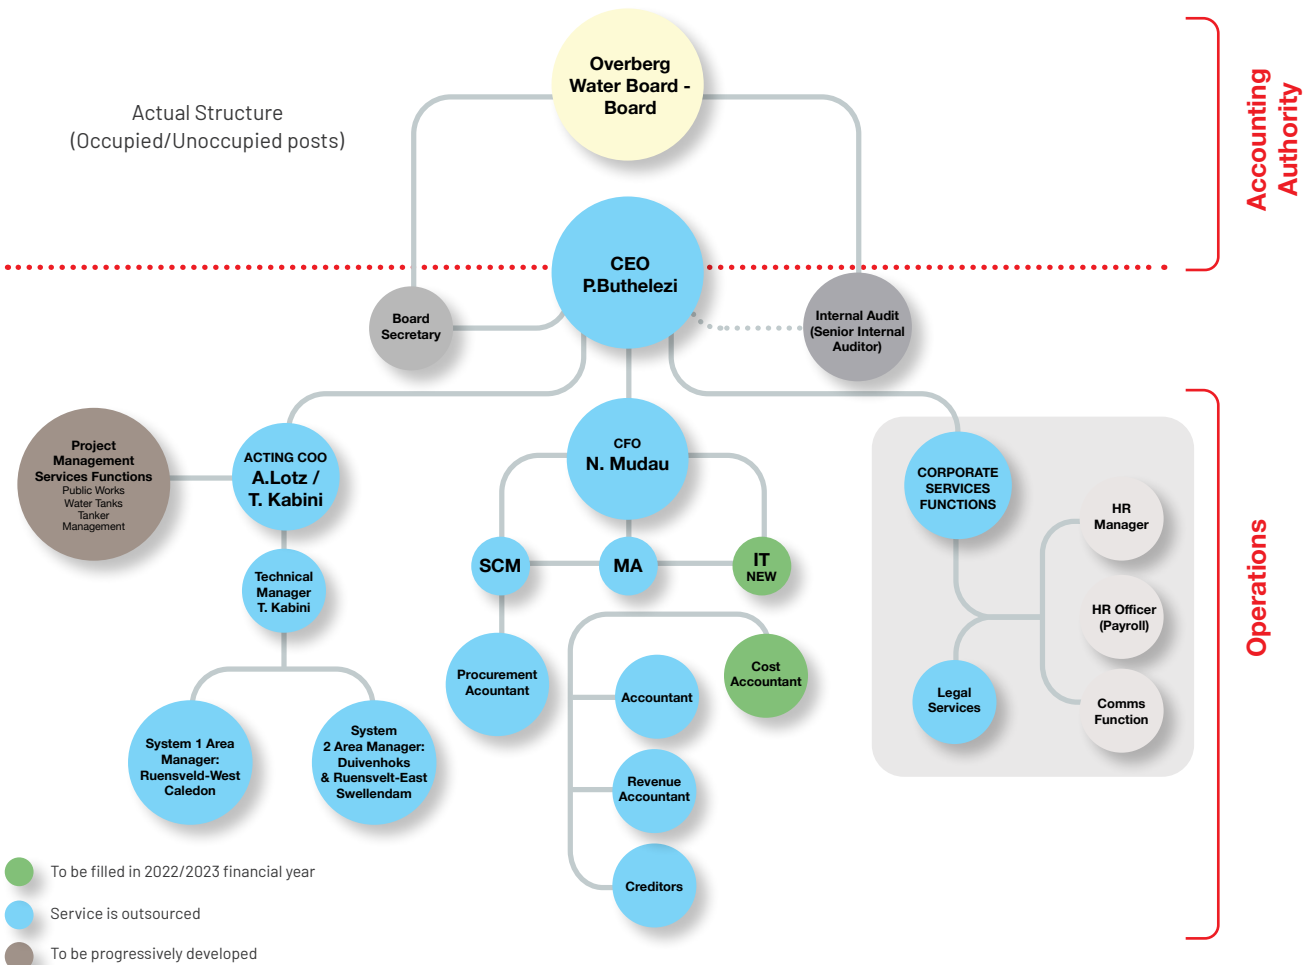 Overberg
Water Board -
Board
Accounting
Authority
Actual Structure
(Occupied/Unoccupied posts)
CEO
P.Buthelezi
Board
Secretary
Internal Audit
(Senior Internal
Auditor)
Project
Management
Services Functions
Public Works
Water Tanks
Tanker
Management
ACTING COO
A.Lotz /
T. Kabini
CFO
N. Mudau
CORPORATE
SERVICES
FUNCTIONS
HR
Manager
Operations
Technical
Manager
T. Kabini
SCM
MA
IT
NEW
HR Officer
(Payroll)
Procurement
Acountant
Accountant
Cost
Accountant
Legal
Services
Comms
Function
System 1 Area
Manager:
Ruensveld-West
Caledon
System
2 Area Manager:
Duivenhoks
& Ruensvelt-East
Swellendam
Revenue
Accountant
Creditors
To be filled in 2022/2023 financial year
Service is outsourced
To be progressively developed